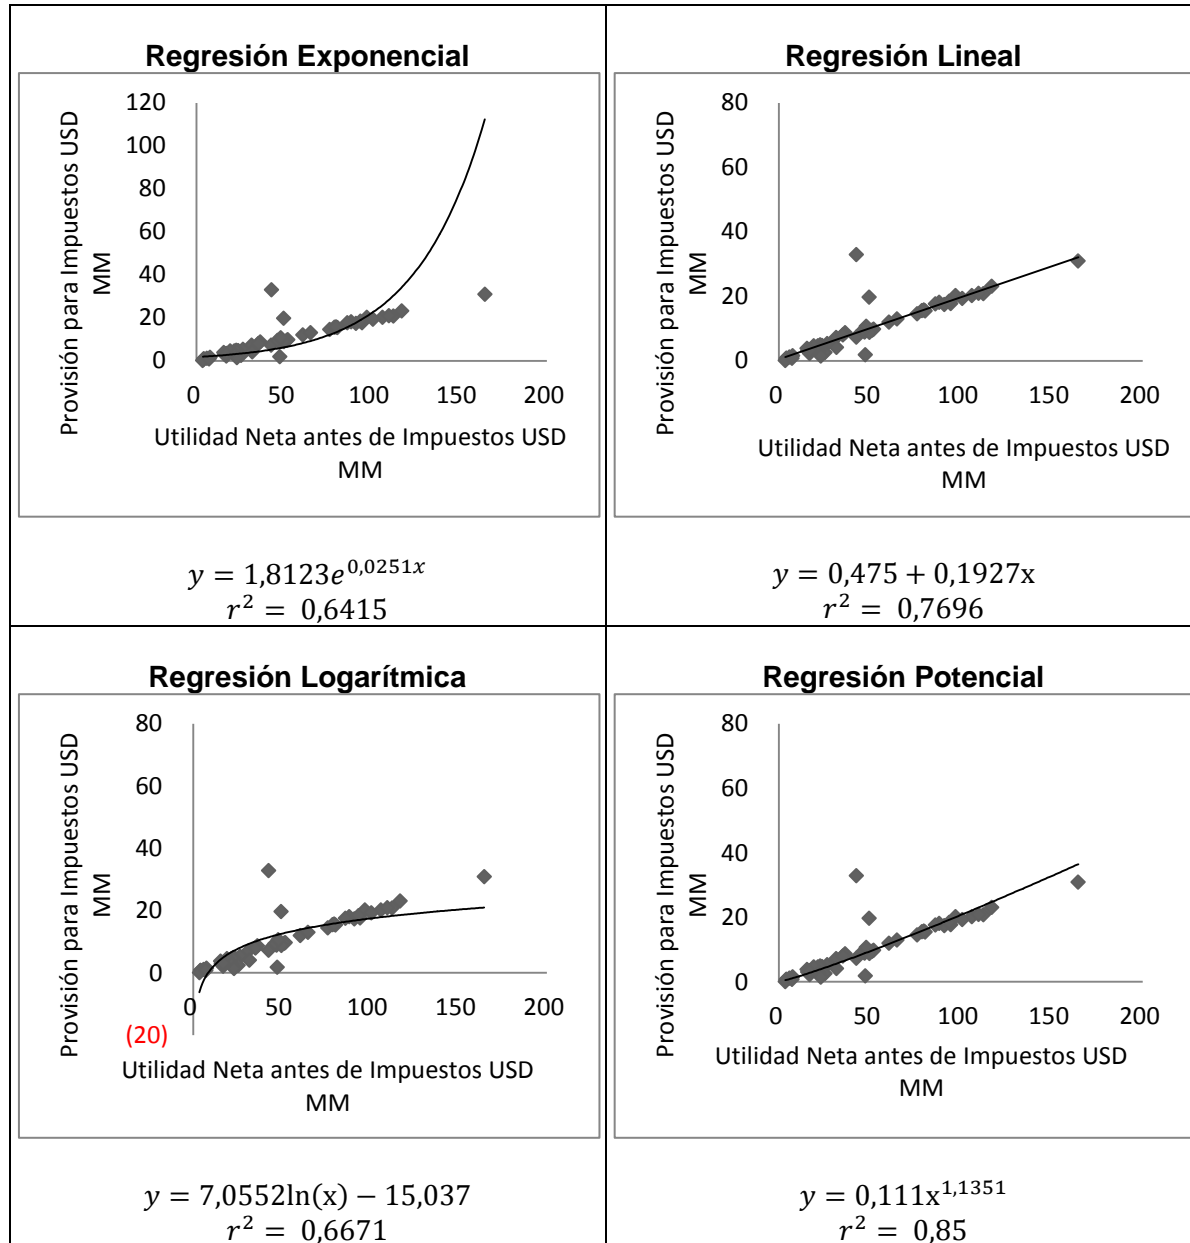 Regresión Exponencial
Provisión para Impuestos USD
MM
120
100
80
60
40
20
0
0 50 100 150 200
Utilidad Neta antes de Impuestos USD
MM
y = 1,8123e^{0,0251x}
r² = 0,6415
Regresión Lineal
Provisión para Impuestos USD
MM
80
60
40
20
0
0 50 100 150 200
Utilidad Neta antes de Impuestos USD
MM
y = 0,475 + 0,1927x
r² = 0,7696
Regresión Logarítmica
Provisión para Impuestos USD
MM
80
60
40
20
0
(20)
0 50 100 150 200
Utilidad Neta antes de Impuestos USD
MM
y = 7,0552ln(x) − 15,037
r² = 0,6671
Regresión Potencial
Provisión para Impuestos USD
MM
80
60
40
20
0
0 50 100 150 200
Utilidad Neta antes de Impuestos USD
MM
y = 0,111x^{1,1351}
r² = 0,85